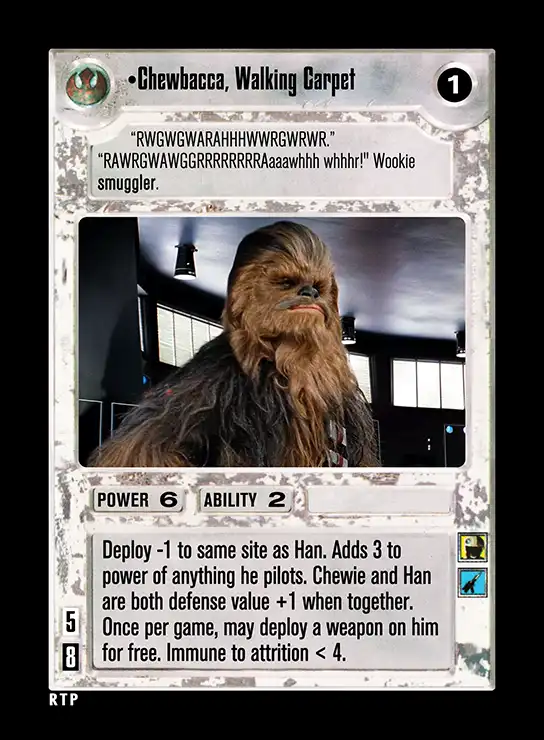 •Chewbacca, Walking Carpet
1
“RWGWGWARAHHHWWRGWRWR.”
“RAWRGWAWGGRRRRRRRRAaaawhhh whhhr!" Wookie
smuggler.
POWER 6
ABILITY 2
Deploy -1 to same site as Han. Adds 3 to
power of anything he pilots. Chewie and Han
are both defense value +1 when together.
Once per game, may deploy a weapon on him
for free. Immune to attrition < 4.
5
8
RTP